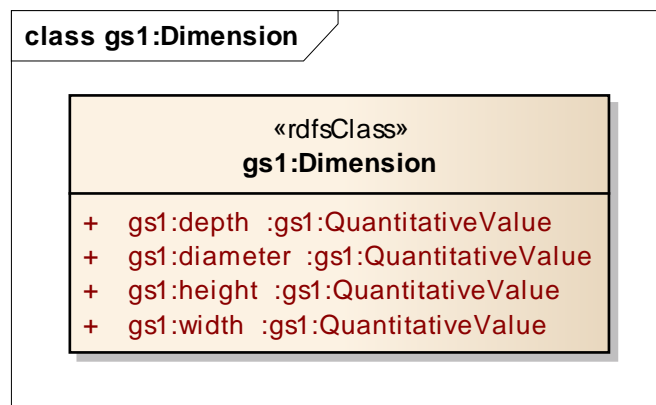 class gs1:Dimension
«rdfsClass»
gs1:Dimension
+ gs1:depth :gs1:QuantitativeValue
+ gs1:diameter :gs1:QuantitativeValue
+ gs1:height :gs1:QuantitativeValue
+ gs1:width :gs1:QuantitativeValue